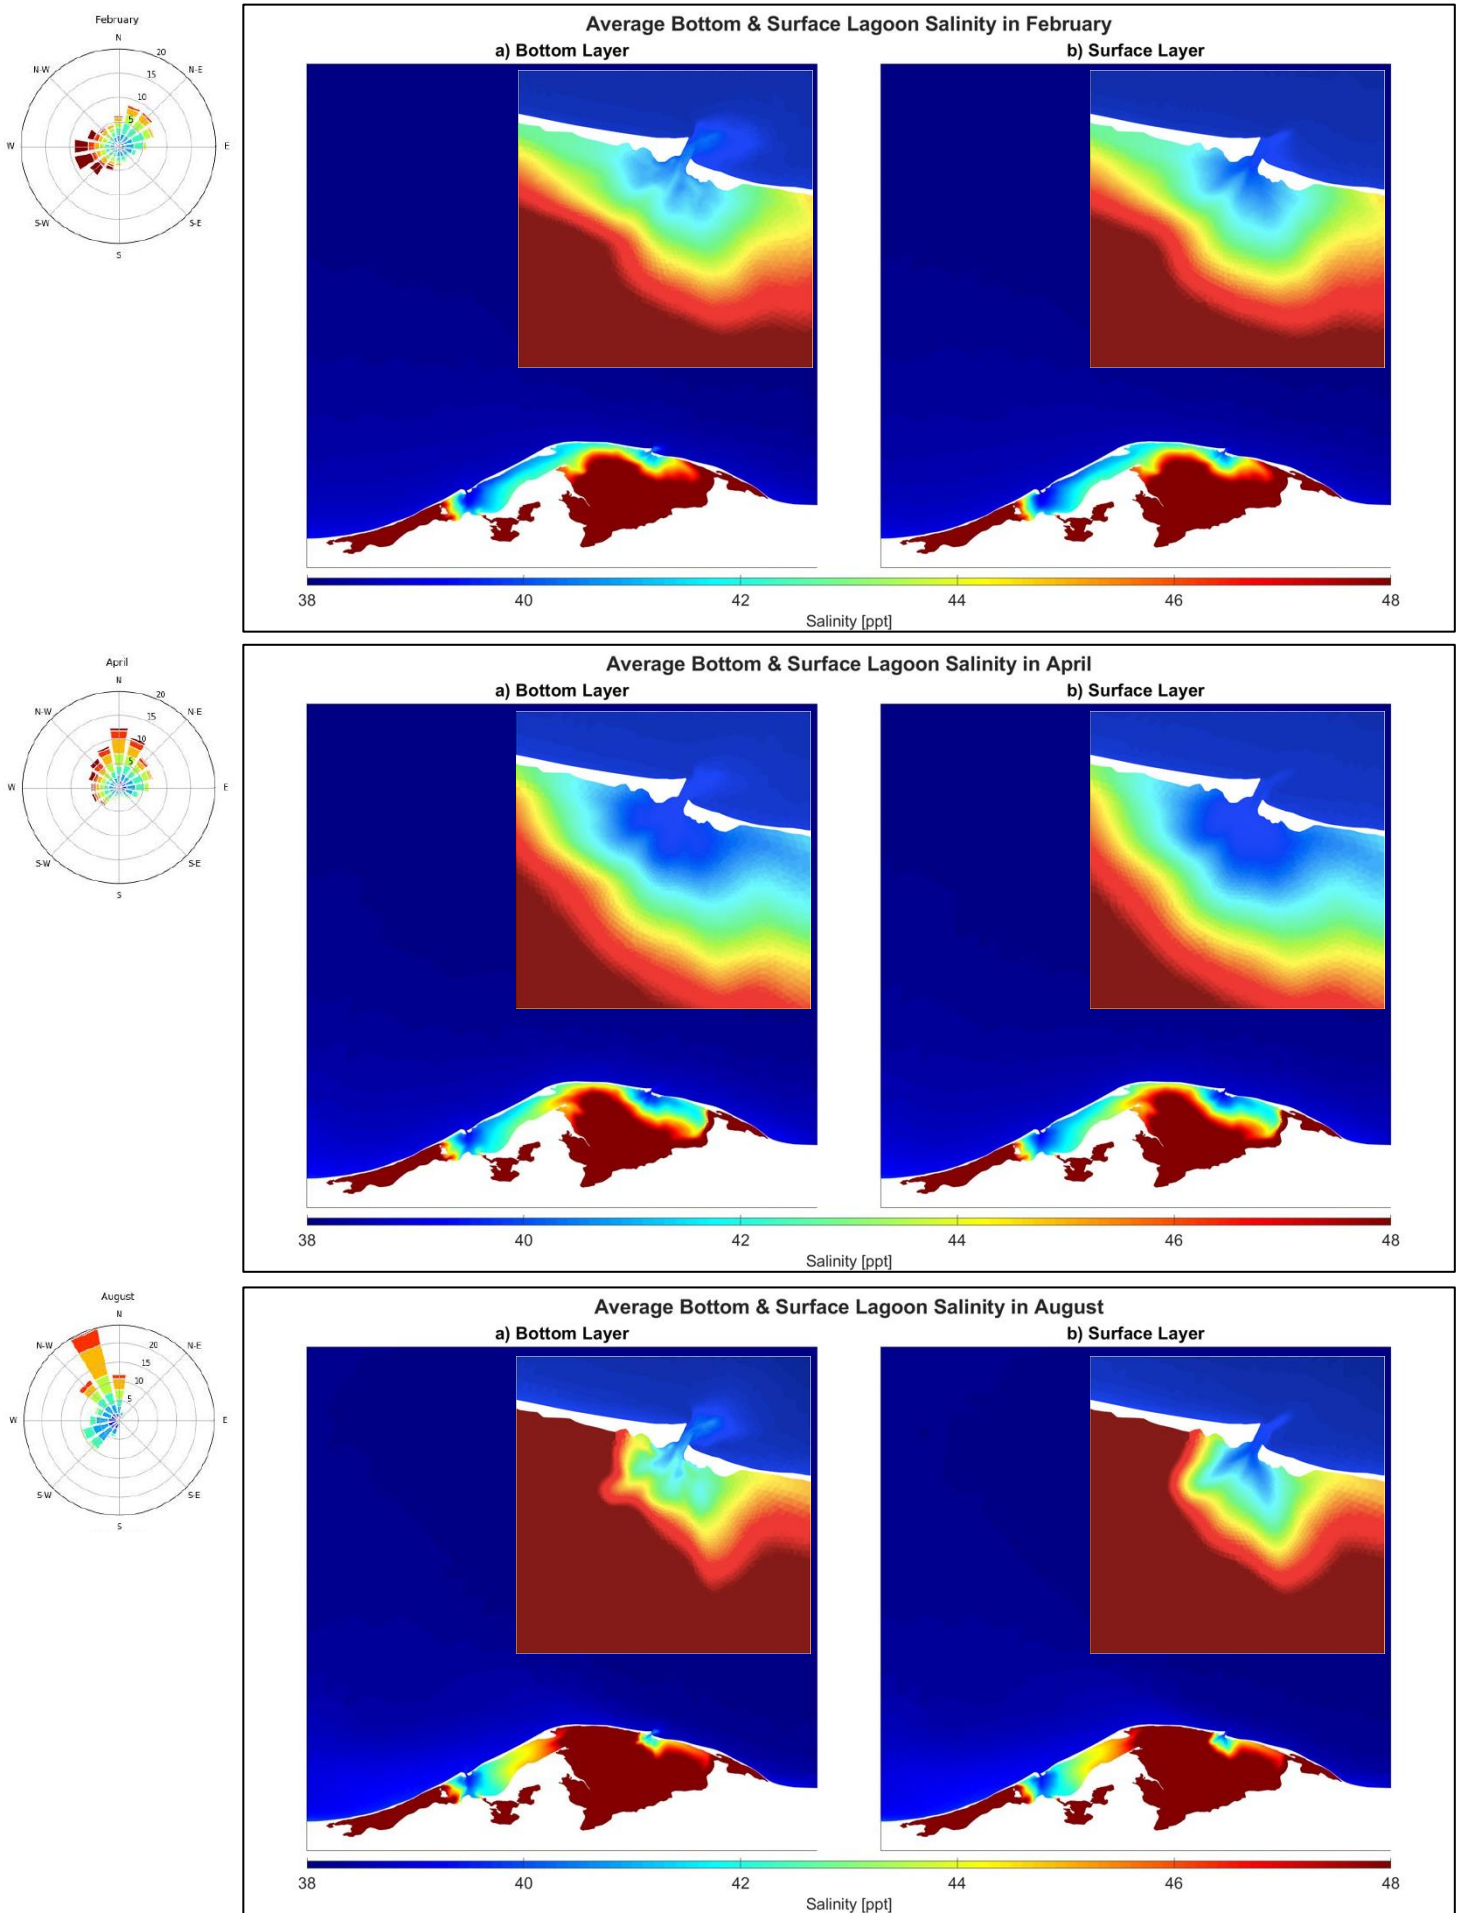 February
N
20
N-W
N-E
15
10
5
W
E
S-W
S-E
S
Average Bottom & Surface Lagoon Salinity in February
a) Bottom Layer
b) Surface Layer
38
40
42
44
46
48
Salinity [ppt]
April
N
20
N-W
N-E
15
10
5
W
E
S-W
S-E
S
Average Bottom & Surface Lagoon Salinity in April
a) Bottom Layer
b) Surface Layer
38
40
42
44
46
48
Salinity [ppt]
August
N
N-W
N-E
20
15
10
5
W
E
S-W
S-E
S
Average Bottom & Surface Lagoon Salinity in August
a) Bottom Layer
b) Surface Layer
38
40
42
44
46
48
Salinity [ppt]